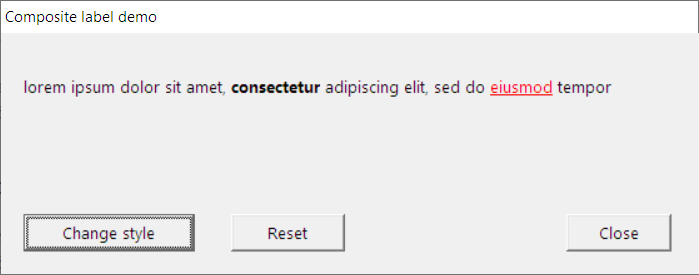 Composite label demo
lorem ipsum dolor sit amet, consectetur adipiscing elit, sed do eiusmod tempor
Change style Reset Close